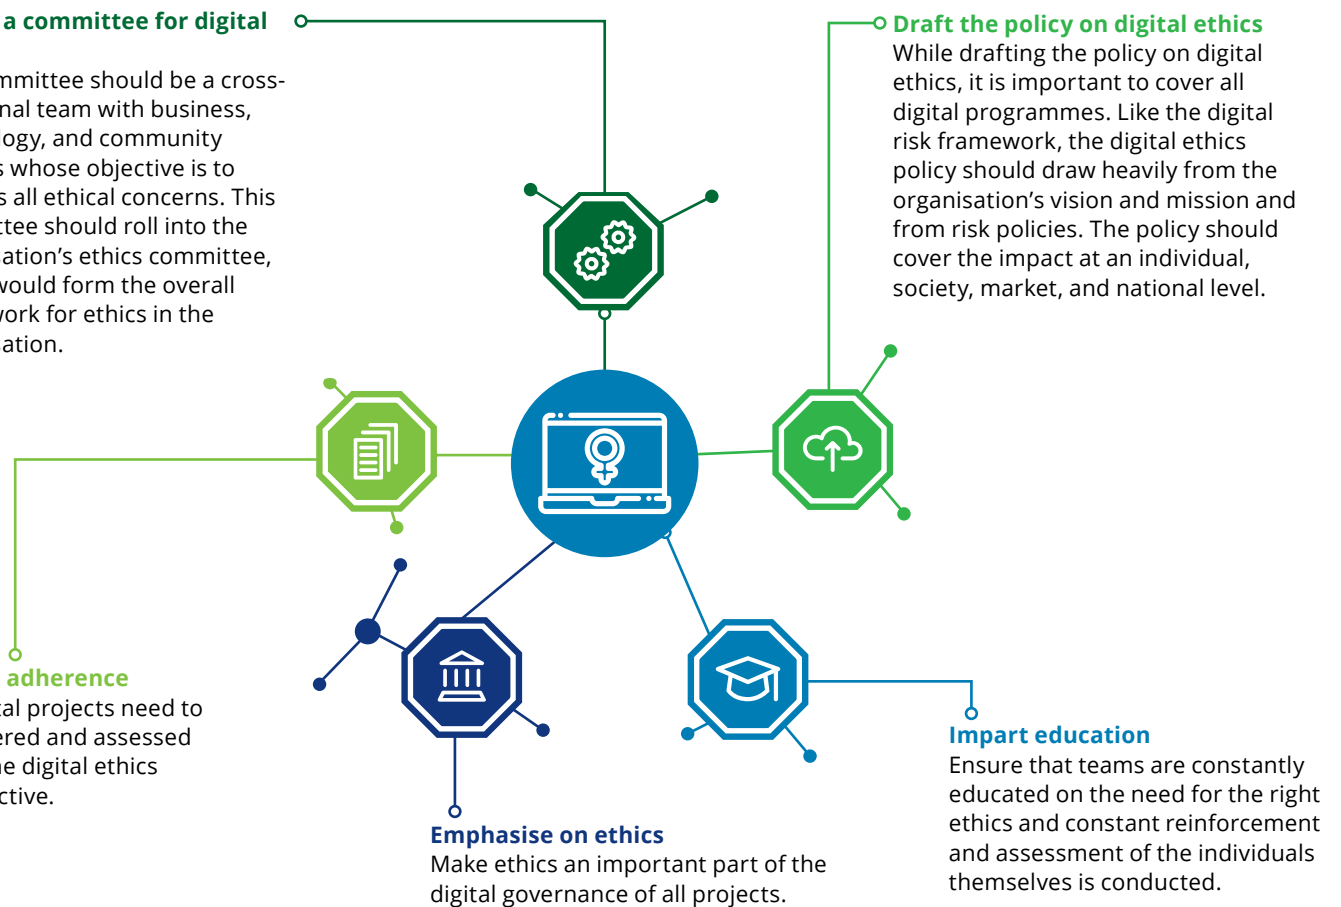 a committee for digital
mmittee should be a cross-
nal team with business,
logy, and community
s whose objective is to
s all ethical concerns. This
ttee should roll into the
sation's ethics committee,
would form the overall
work for ethics in the
sation.
Draft the policy on digital ethics
While drafting the policy on digital
ethics, it is important to cover all
digital programmes. Like the digital
risk framework, the digital ethics
policy should draw heavily from the
organisation's vision and mission and
from risk policies. The policy should
cover the impact at an individual,
society, market, and national level.
adherence
tal projects need to
ered and assessed
ne digital ethics
ctive.
Emphasise on ethics
Make ethics an important part of the
digital governance of all projects.
Impart education
Ensure that teams are constantly
educated on the need for the right
ethics and constant reinforcement
and assessment of the individuals
themselves is conducted.